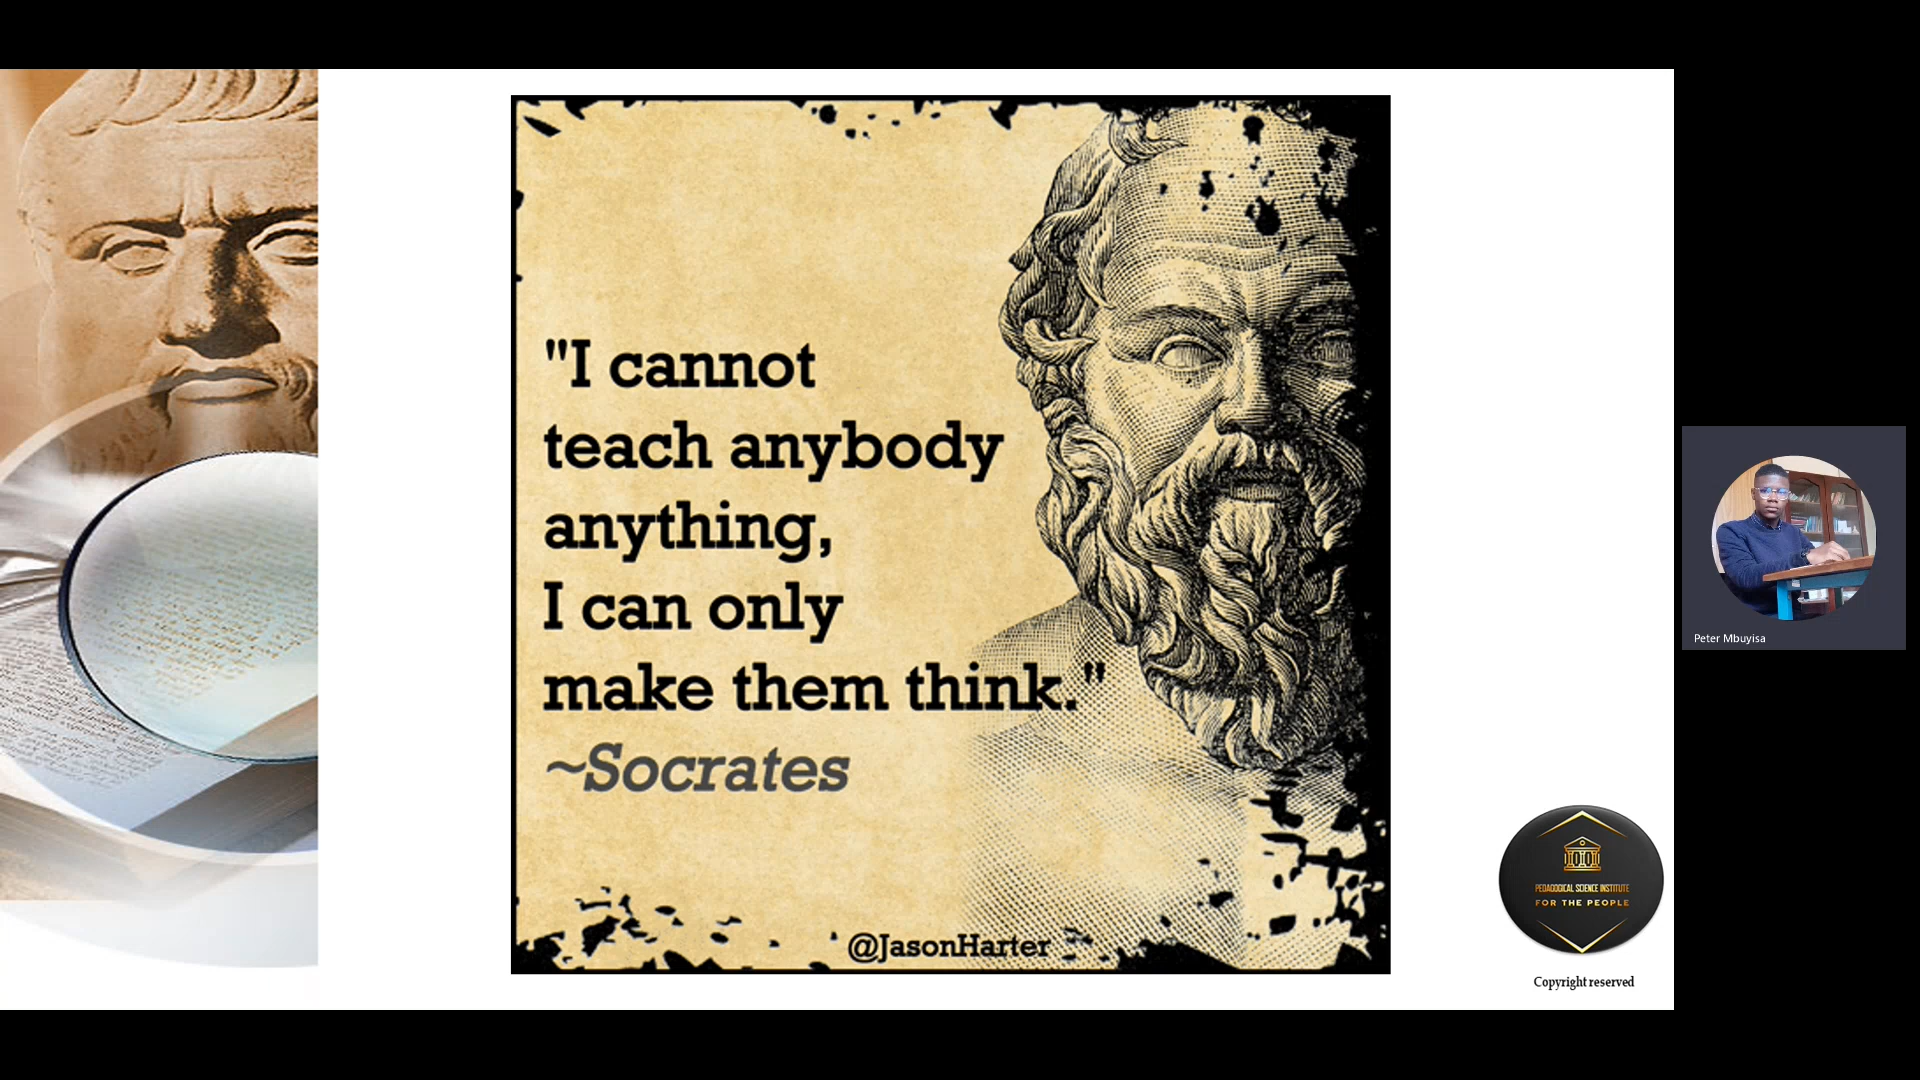 "I cannot
teach anybody
anything,
I can only
make them think."
~Socrates
@JasonHarter
PEDAGOGICAL SCIENCE INSTITUTE
FOR THE PEOPLE
Copyright reserved
Peter Mbuyisa